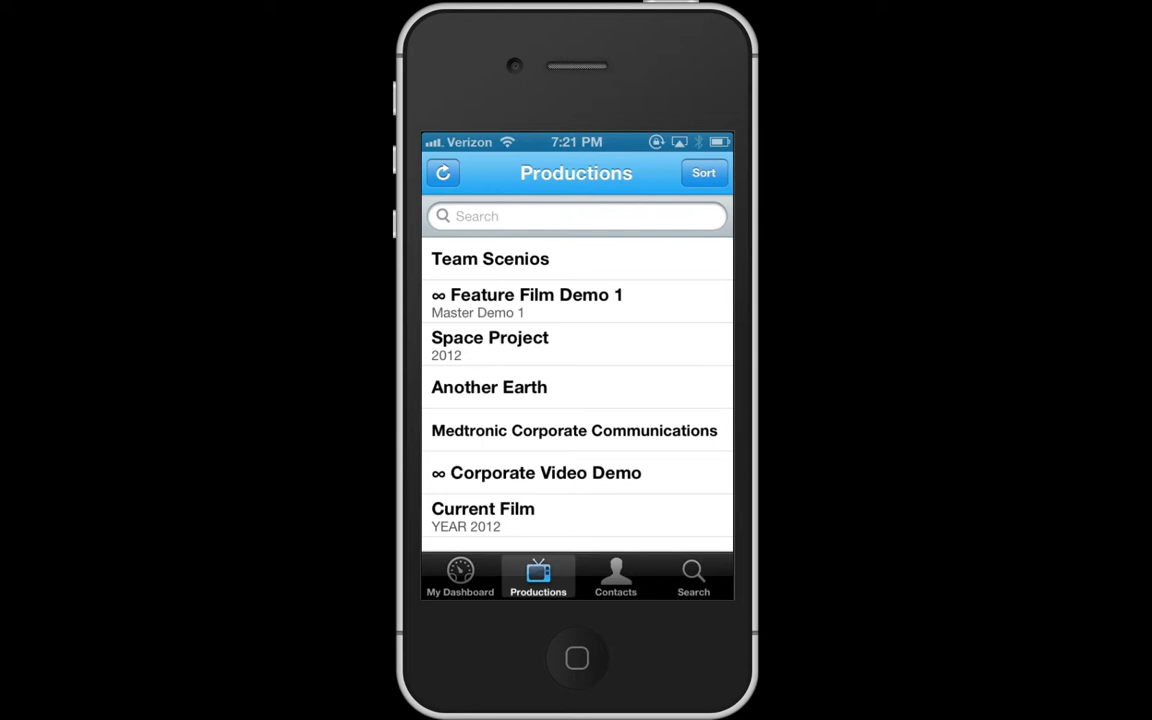 Verizon 7:21 PM
Productions Sort
Search
Team Scenios
∞ Feature Film Demo 1
Master Demo 1
Space Project
2012
Another Earth
Medtronic Corporate Communications
∞ Corporate Video Demo
Current Film
YEAR 2012
My Dashboard Productions Contacts Search